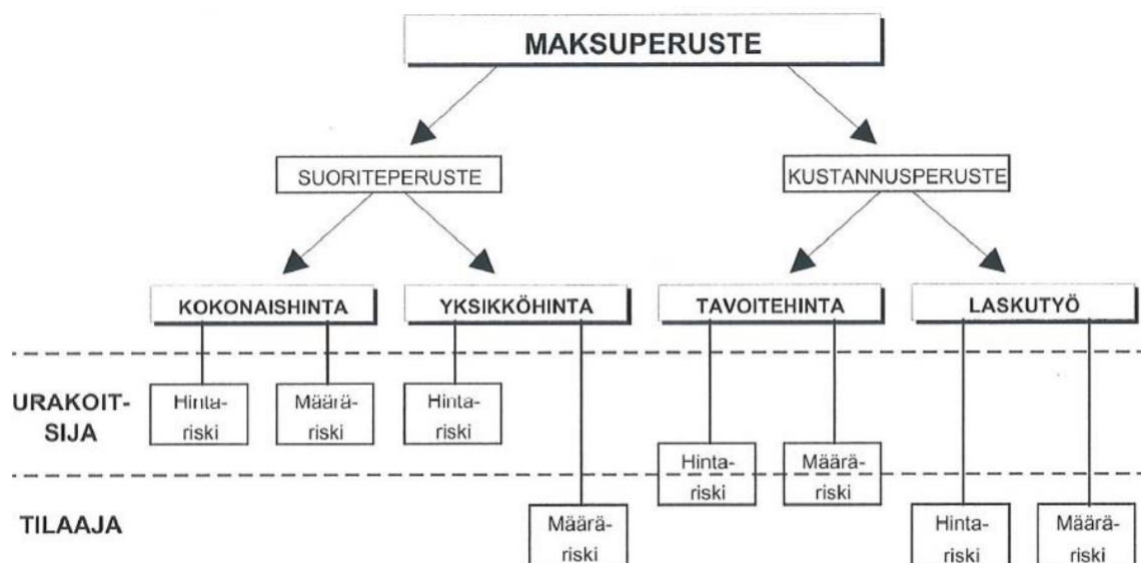 MAKSUPERUSTE
SUORITEPERUSTE
KUSTANNUSPERUSTE
KOKONAISHINTA
YKSIKKÖHINTA
TAVOITEHINTA
LASKUTYÖ
URAKOIT-
SIJA
Hinta-
riski
Määrä-
riski
Hinta-
riski
Hinta-
riski
Määrä-
riski
TILAAJA
Määrä-
riski
Hinta-
riski
Määrä-
riski